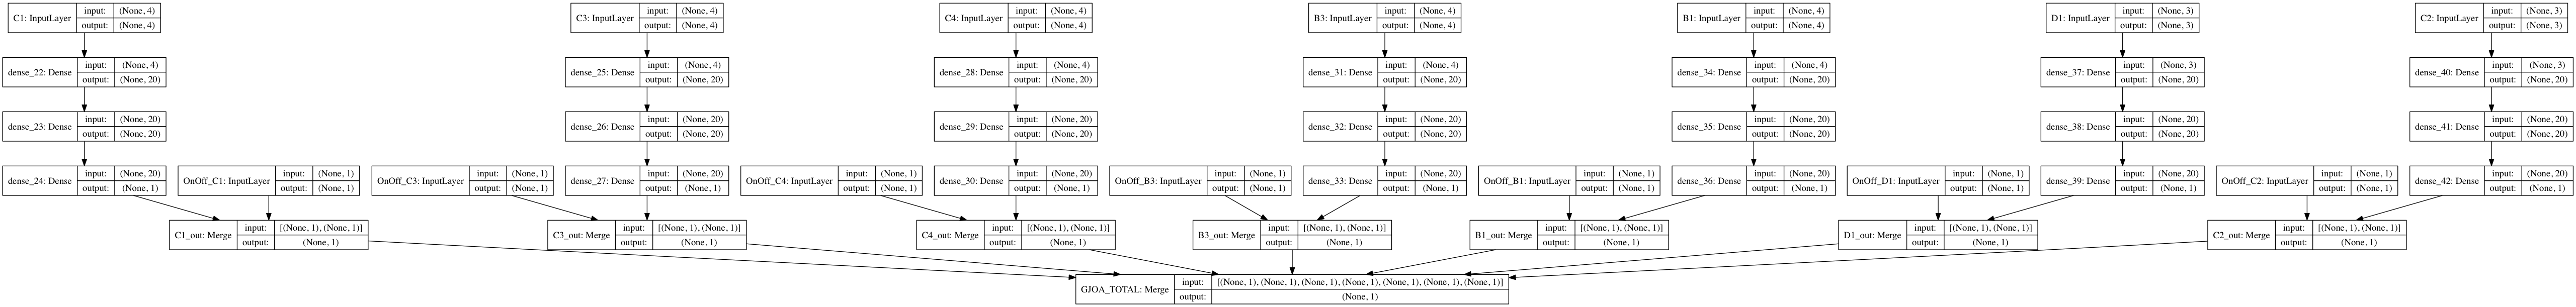 C1: InputLayer input: (None, 4) output: (None, 4)
C3: InputLayer input: (None, 4) output: (None, 4)
C4: InputLayer input: (None, 4) output: (None, 4)
B3: InputLayer input: (None, 4) output: (None, 4)
B1: InputLayer input: (None, 4) output: (None, 4)
D1: InputLayer input: (None, 3) output: (None, 3)
C2: InputLayer input: (None, 3) output: (None, 3)
dense_22: Dense input: (None, 4) output: (None, 20)
dense_25: Dense input: (None, 4) output: (None, 20)
dense_28: Dense input: (None, 4) output: (None, 20)
dense_31: Dense input: (None, 4) output: (None, 20)
dense_34: Dense input: (None, 4) output: (None, 20)
dense_37: Dense input: (None, 3) output: (None, 20)
dense_40: Dense input: (None, 3) output: (None, 20)
dense_23: Dense input: (None, 20) output: (None, 20)
dense_26: Dense input: (None, 20) output: (None, 20)
dense_29: Dense input: (None, 20) output: (None, 20)
dense_32: Dense input: (None, 20) output: (None, 20)
dense_35: Dense input: (None, 20) output: (None, 20)
dense_38: Dense input: (None, 20) output: (None, 20)
dense_41: Dense input: (None, 20) output: (None, 20)
dense_24: Dense input: (None, 20) output: (None, 1)
OnOff_C1: InputLayer input: (None, 1) output: (None, 1)
OnOff_C3: InputLayer input: (None, 1) output: (None, 1)
dense_27: Dense input: (None, 20) output: (None, 1)
OnOff_C4: InputLayer input: (None, 1) output: (None, 1)
dense_30: Dense input: (None, 20) output: (None, 1)
OnOff_B3: InputLayer input: (None, 1) output: (None, 1)
dense_33: Dense input: (None, 20) output: (None, 1)
OnOff_B1: InputLayer input: (None, 1) output: (None, 1)
dense_36: Dense input: (None, 20) output: (None, 1)
OnOff_D1: InputLayer input: (None, 1) output: (None, 1)
dense_39: Dense input: (None, 20) output: (None, 1)
OnOff_C2: InputLayer input: (None, 1) output: (None, 1)
dense_42: Dense input: (None, 20) output: (None, 1)
C1_out: Merge input: [(None, 1), (None, 1)] output: (None, 1)
C3_out: Merge input: [(None, 1), (None, 1)] output: (None, 1)
C4_out: Merge input: [(None, 1), (None, 1)] output: (None, 1)
B3_out: Merge input: [(None, 1), (None, 1)] output: (None, 1)
B1_out: Merge input: [(None, 1), (None, 1)] output: (None, 1)
D1_out: Merge input: [(None, 1), (None, 1)] output: (None, 1)
C2_out: Merge input: [(None, 1), (None, 1)] output: (None, 1)
GJOA_TOTAL: Merge input: [(None, 1), (None, 1), (None, 1), (None, 1), (None, 1), (None, 1), (None, 1)] output: (None, 1)